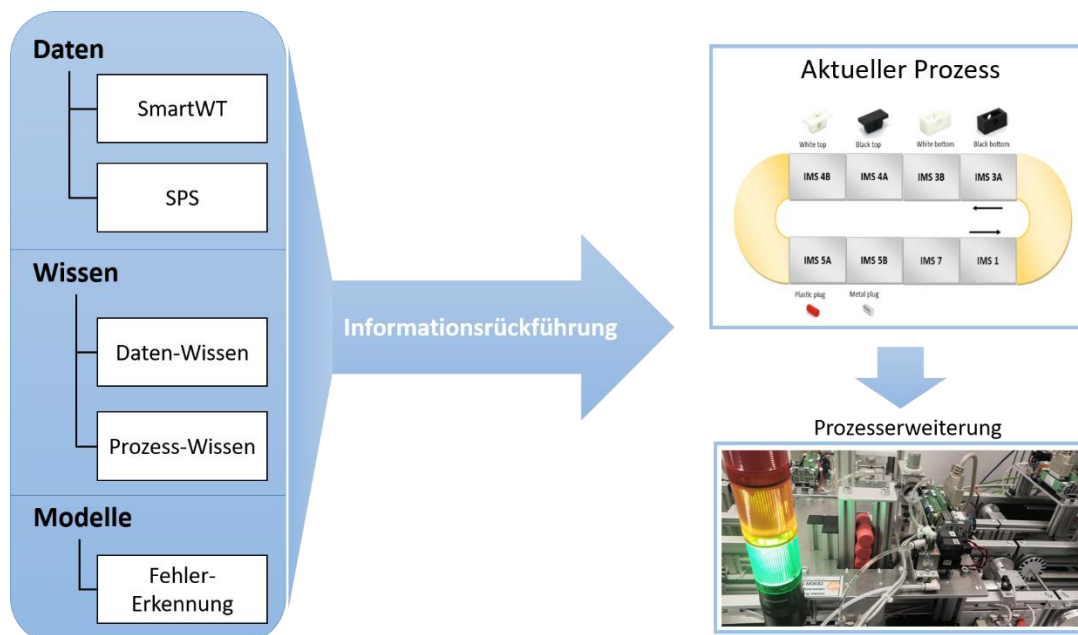 Daten
SmartWT
SPS
Wissen
Daten-Wissen
Prozess-Wissen
Modelle
Fehler-
Erkennung
Informationsrückführung
Aktueller Prozess
White top
Black top
White bottom
Black bottom
IMS 4B
IMS 4A
IMS 3B
IMS 3A
IMS 5A
IMS 5B
IMS 7
IMS 1
Plastic plug
Metal plug
Prozesserweiterung